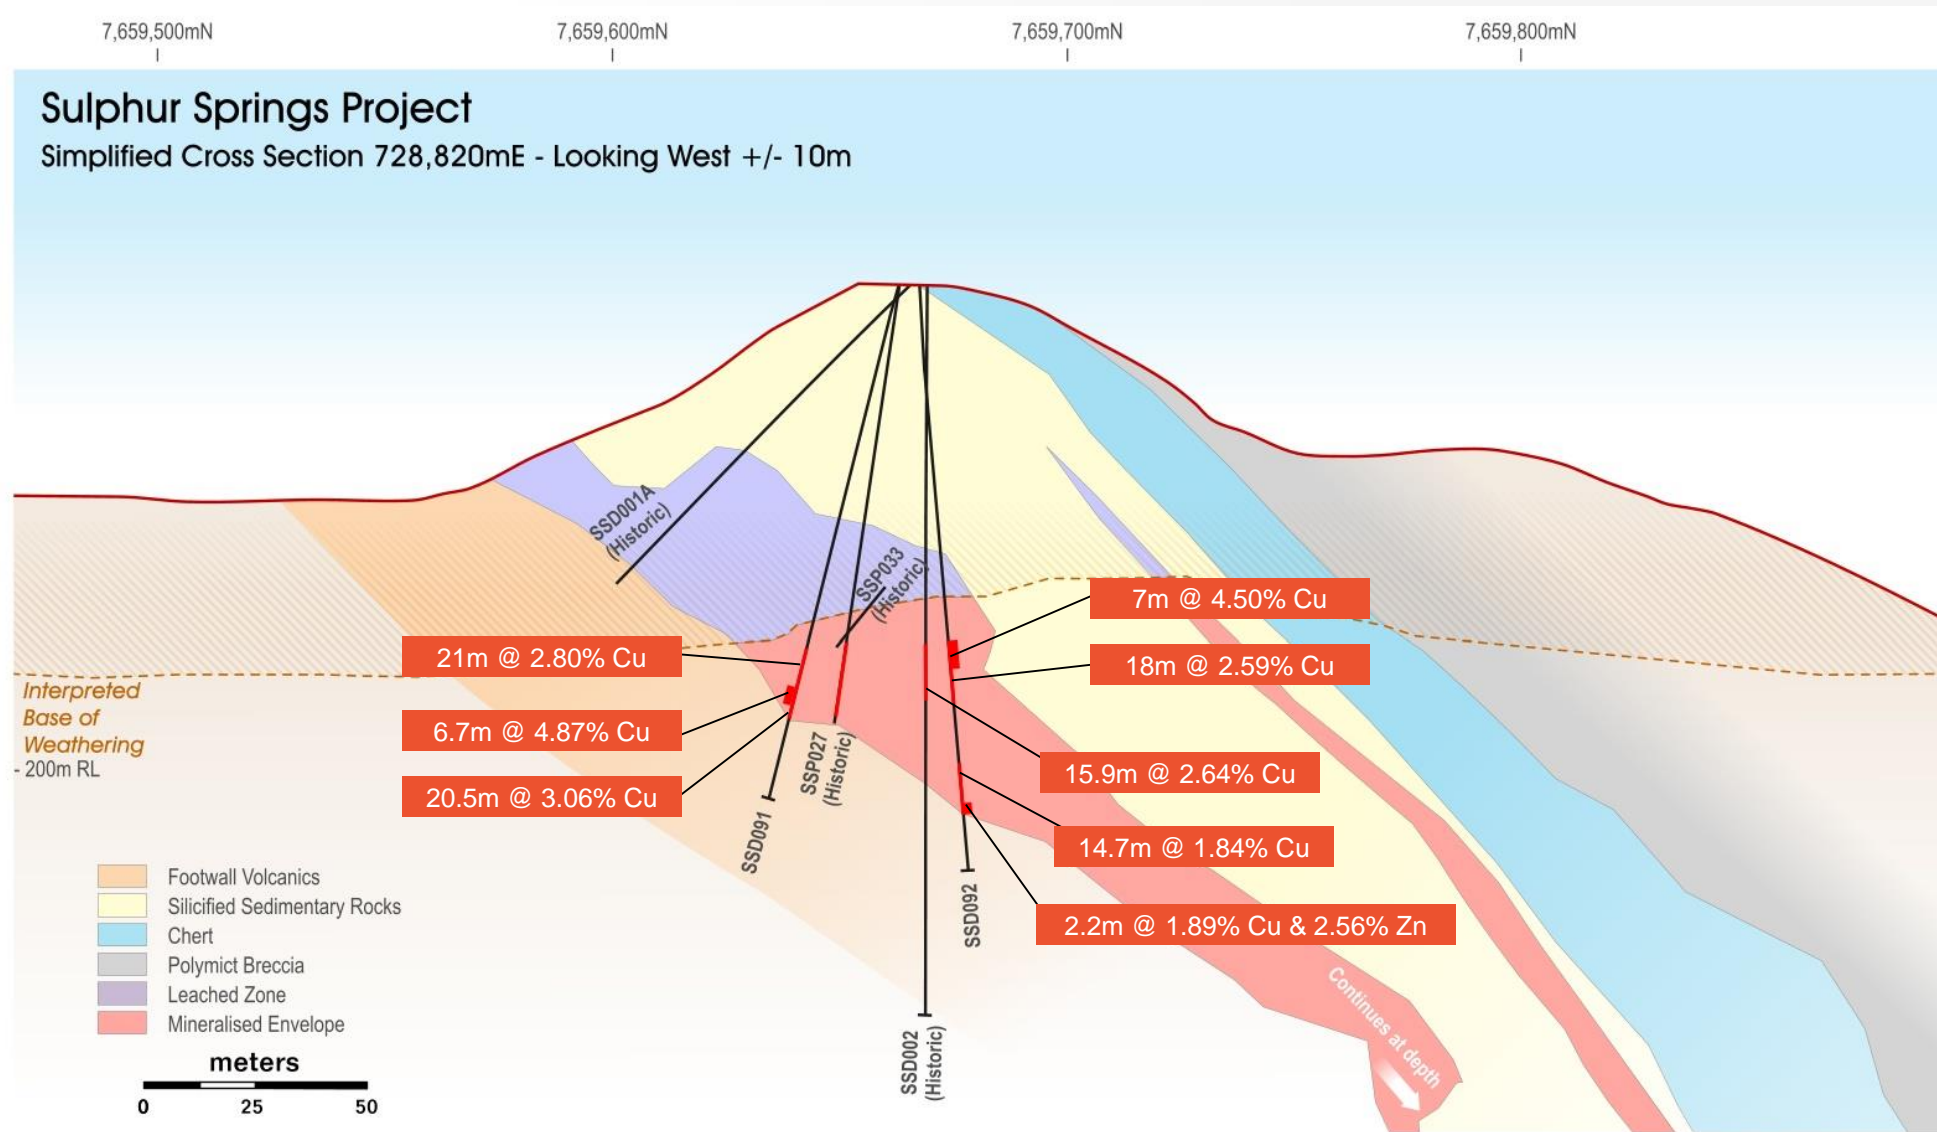 7,659,500mN
7,659,600mN
7,659,700mN
7,659,800mN
Sulphur Springs Project
Simplified Cross Section 728,820mE - Looking West +/- 10m
SSD001A
(Historic)
SSP033
(Historic)
7m @ 4.50% Cu
21m @ 2.80% Cu
18m @ 2.59% Cu
Interpreted
Base of
Weathering
- 200m RL
6.7m @ 4.87% Cu
SSP027
(Historic)
15.9m @ 2.64% Cu
20.5m @ 3.06% Cu
SSD091
14.7m @ 1.84% Cu
SSD092
2.2m @ 1.89% Cu & 2.56% Zn
Continues at depth
SSD002
(Historic)
Footwall Volcanics
Silicified Sedimentary Rocks
Chert
Polymict Breccia
Leached Zone
Mineralised Envelope
meters
0 25 50